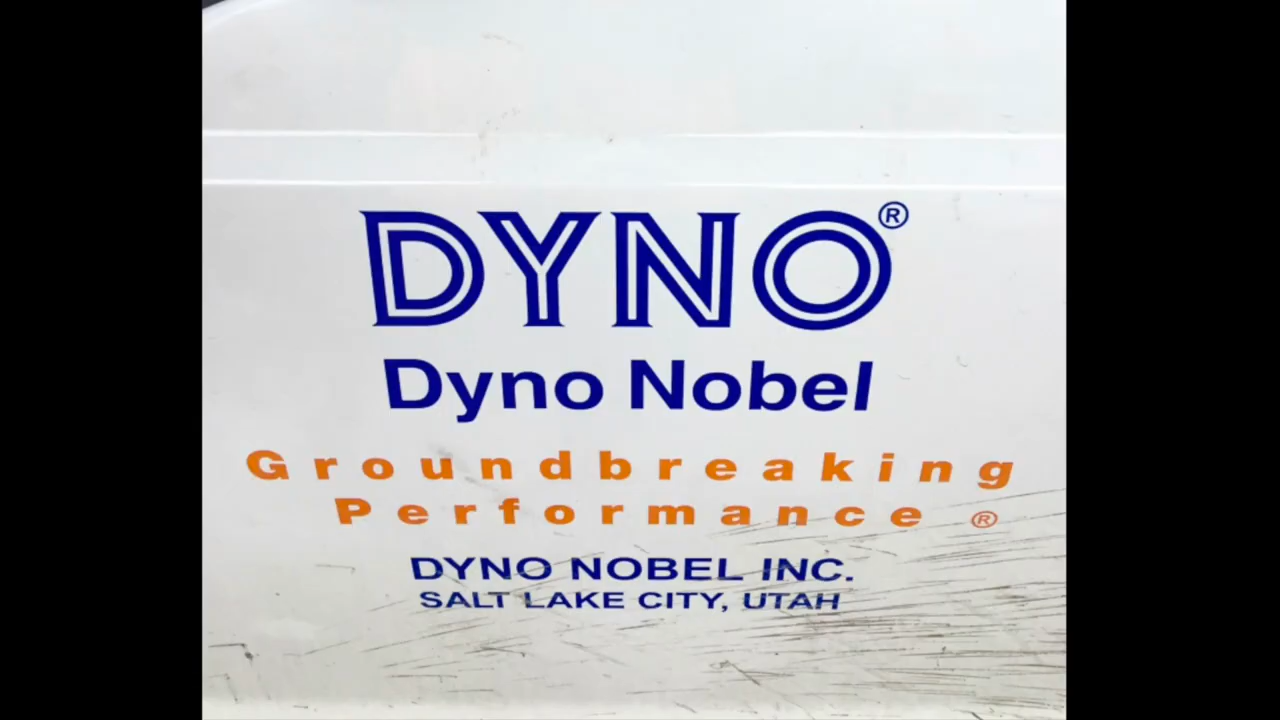 DYNO®
Dyno Nobel
Groundbreaking
Performance ®
DYNO NOBEL INC.
SALT LAKE CITY, UTAH